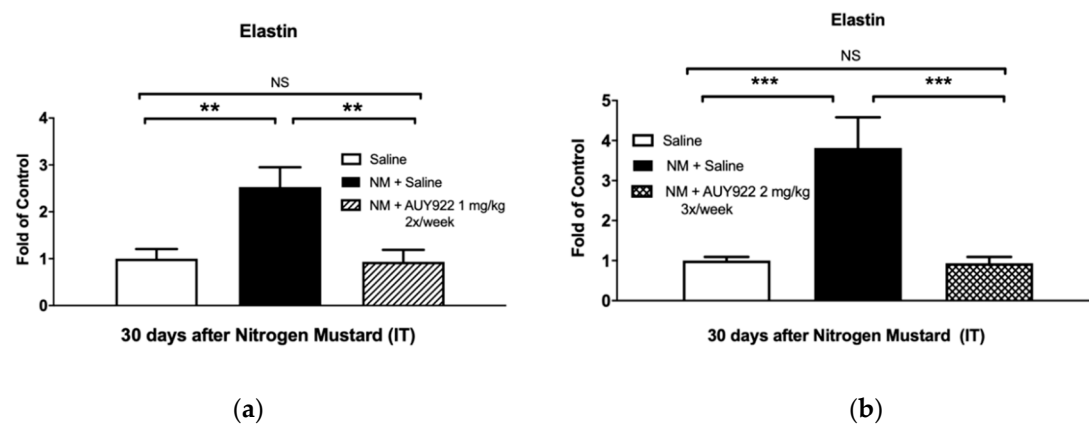 Elastin
NS
**
**
4
3
2
1
0
Fold of Control
Saline
NM + Saline
NM + AUY922 1 mg/kg
2x/week
30 days after Nitrogen Mustard (IT)
(a)
Elastin
NS
***
***
5
4
3
2
1
0
Fold of Control
Saline
NM + Saline
NM + AUY922 2 mg/kg
3x/week
30 days after Nitrogen Mustard (IT)
(b)